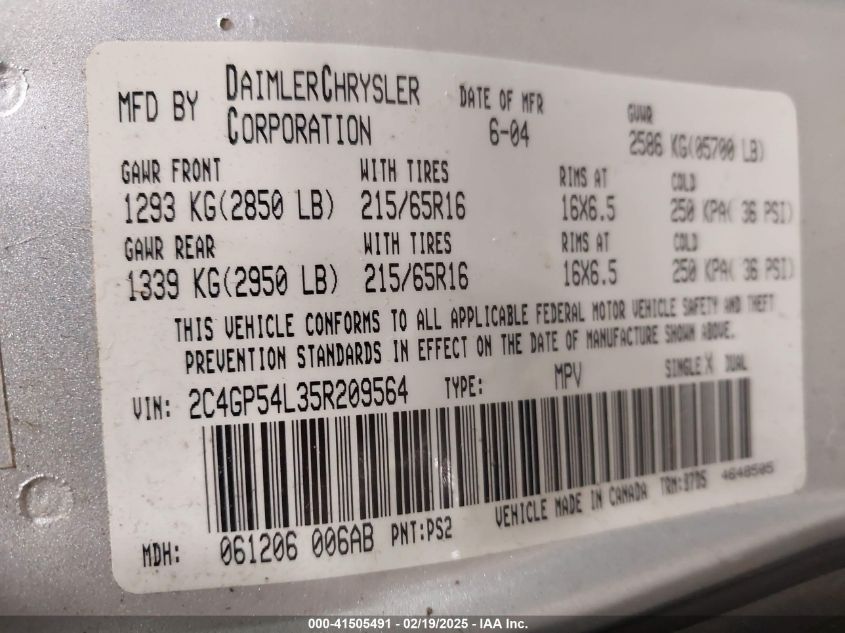 MFD BY DAIMLERCHRYSLER CORPORATION DATE OF MFR 6-04 GVWR 2586 KG(05700 LB)
GAWR FRONT WITH TIRES RIMS AT COLD
1293 KG(2850 LB) 215/65R16 16X6.5 250 KPA( 36 PSI)
GAWR REAR WITH TIRES RIMS AT COLD
1339 KG(2950 LB) 215/65R16 16X6.5 250 KPA( 36 PSI)
THIS VEHICLE CONFORMS TO ALL APPLICABLE FEDERAL MOTOR VEHICLE SAFETY AND THEFT
PREVENTION STANDARDS IN EFFECT ON THE DATE OF MANUFACTURE SHOWN ABOVE.
VIN: 2C4GP54L35R209564 TYPE: MPV SINGLE X DUAL
MDH: 061206 006AB PNT:PS2 VEHICLE MADE IN CANADA TRM:97D5 4648505
000-41505491 - 02/19/2025 - IAA Inc.